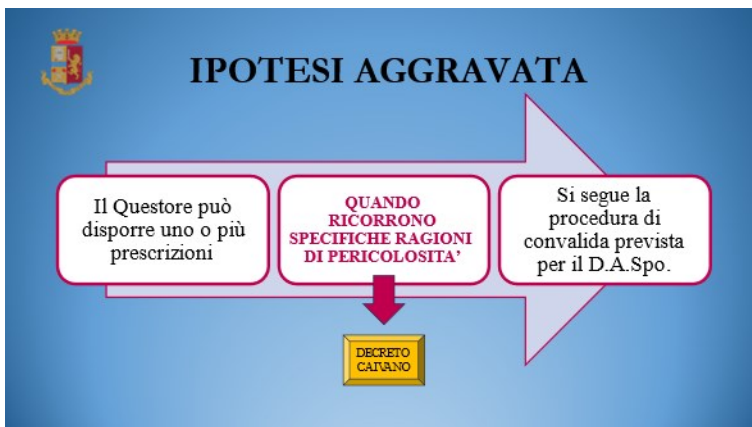 IPOTESI AGGRAVATA
Il Questore può
disporre uno o più
prescrizioni
QUANDO
RICORRONO
SPECIFICHE RAGIONI
DI PERICOLOSITA’
Si segue la
procedura di
convalida prevista
per il D.A.Spo.
DECRETO
CAIVANO